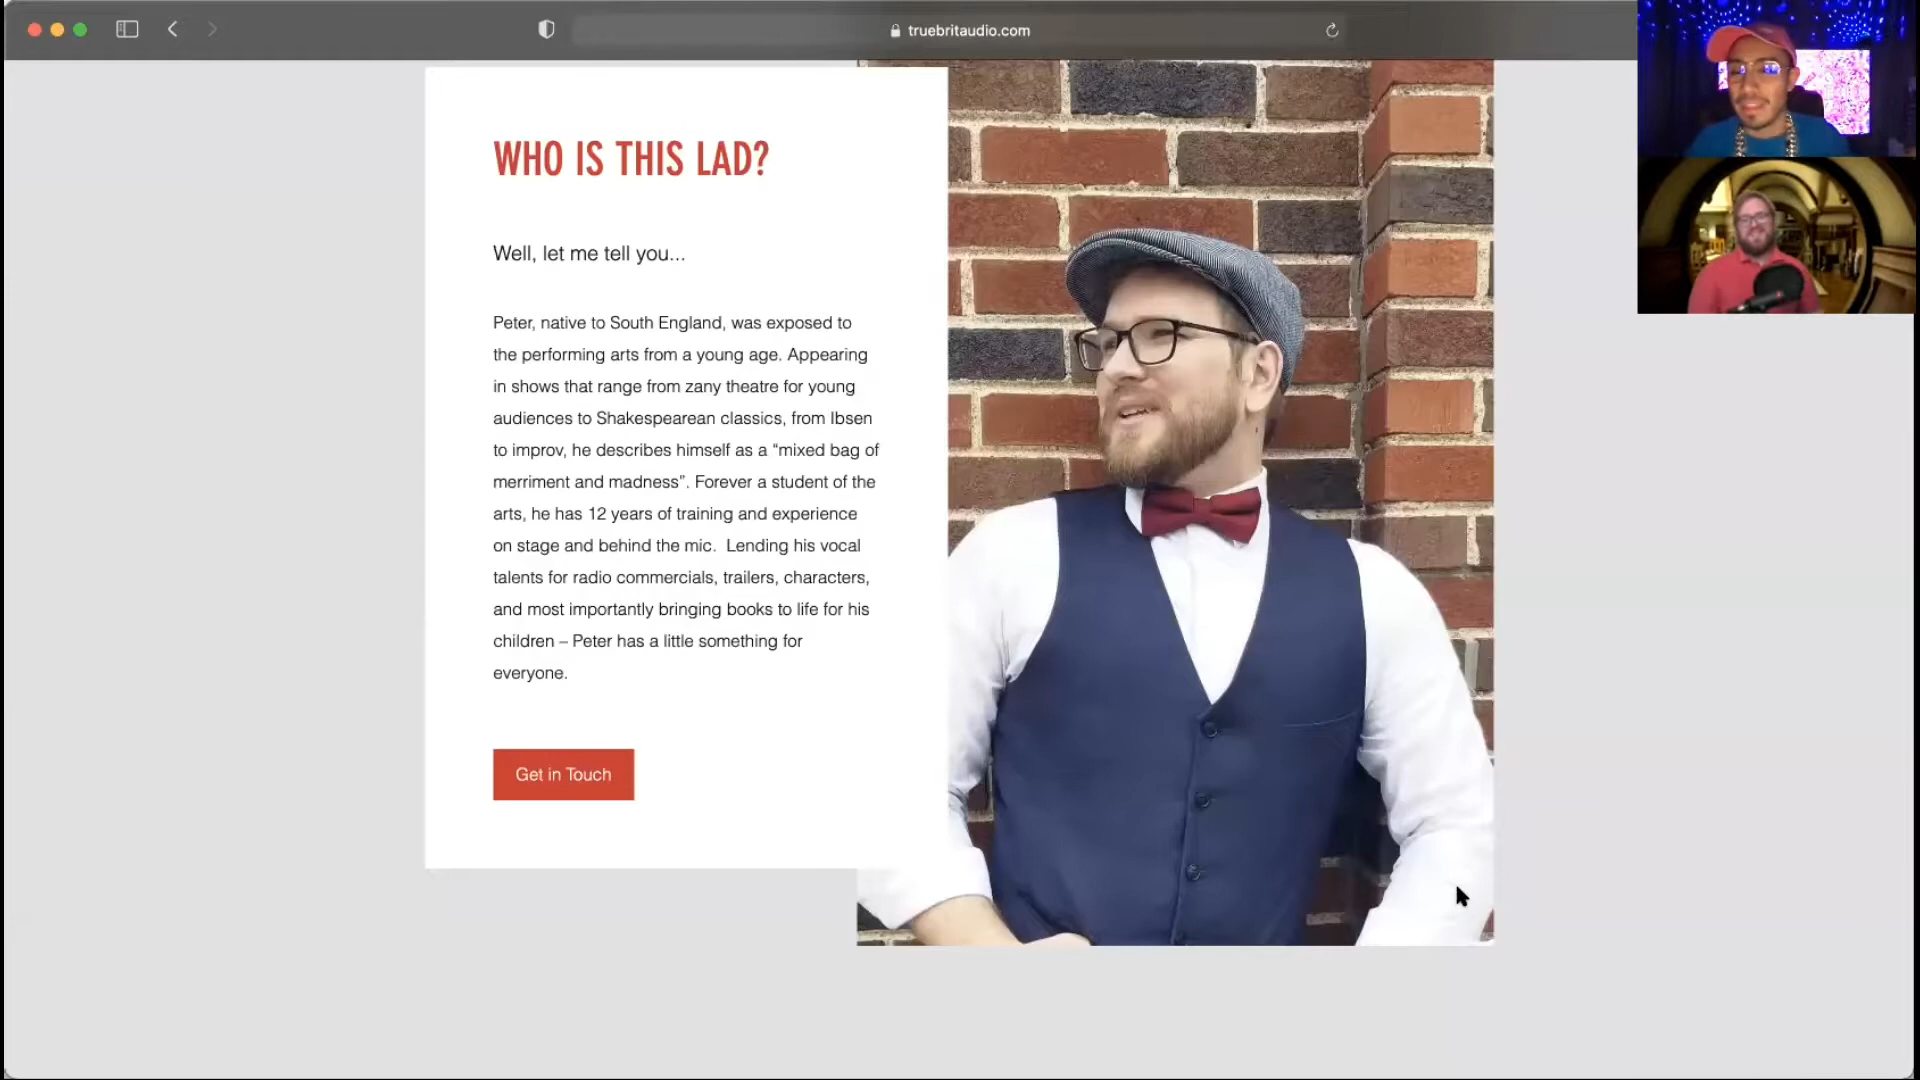 truebritaudio.com
WHO IS THIS LAD?
Well, let me tell you...
Peter, native to South England, was exposed to
the performing arts from a young age. Appearing
in shows that range from zany theatre for young
audiences to Shakespearean classics, from Ibsen
to improv, he describes himself as a “mixed bag of
merriment and madness”. Forever a student of the
arts, he has 12 years of training and experience
on stage and behind the mic.  Lending his vocal
talents for radio commercials, trailers, characters,
and most importantly bringing books to life for his
children – Peter has a little something for
everyone.
Get in Touch